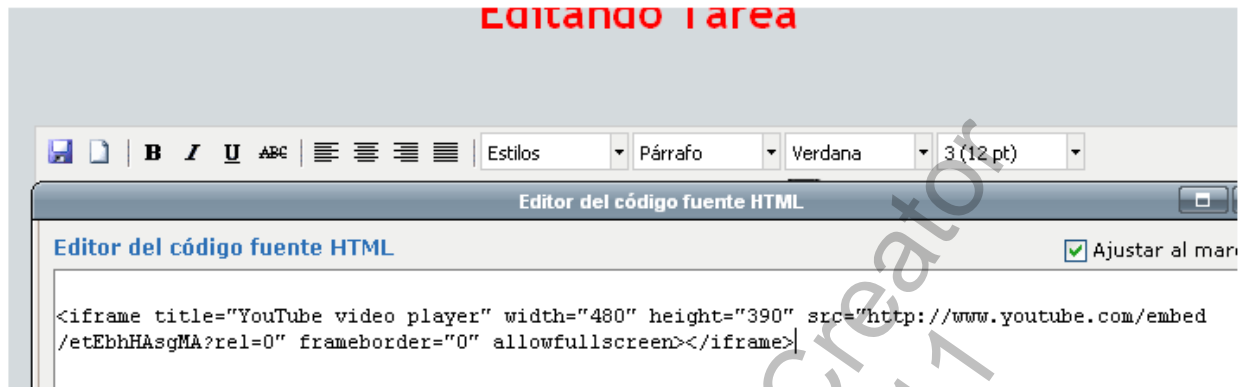 Editando Tarea
B I U ABC Estilos Párrafo Verdana 3 (12 pt)
Editor del código fuente HTML
Editor del código fuente HTML Ajustar al mar
<iframe title="YouTube video player" width="480" height="390" src="http://www.youtube.com/embed
/etEbhHAsgMA?rel=0" frameborder="0" allowfullscreen></iframe>
Creator